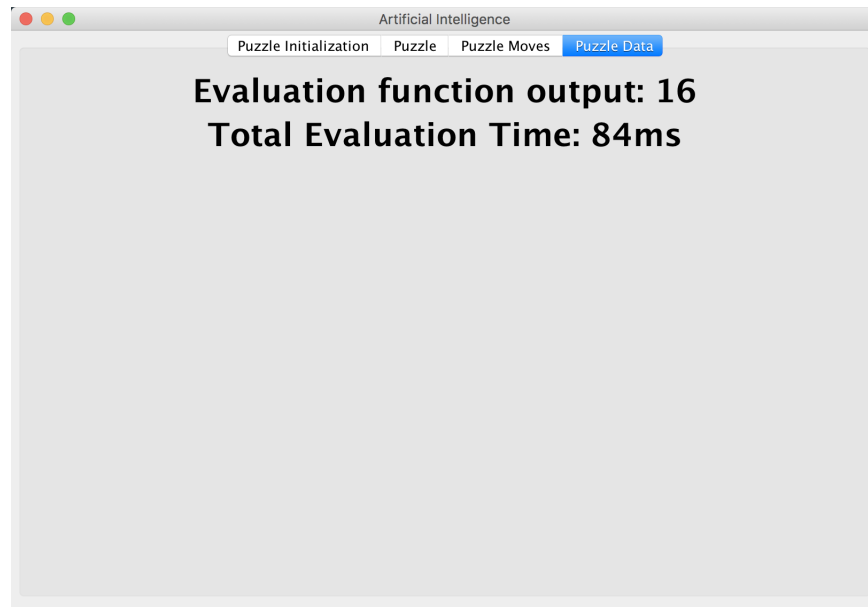 Artificial Intelligence
Puzzle Initialization Puzzle Puzzle Moves Puzzle Data
Evaluation function output: 16
Total Evaluation Time: 84ms